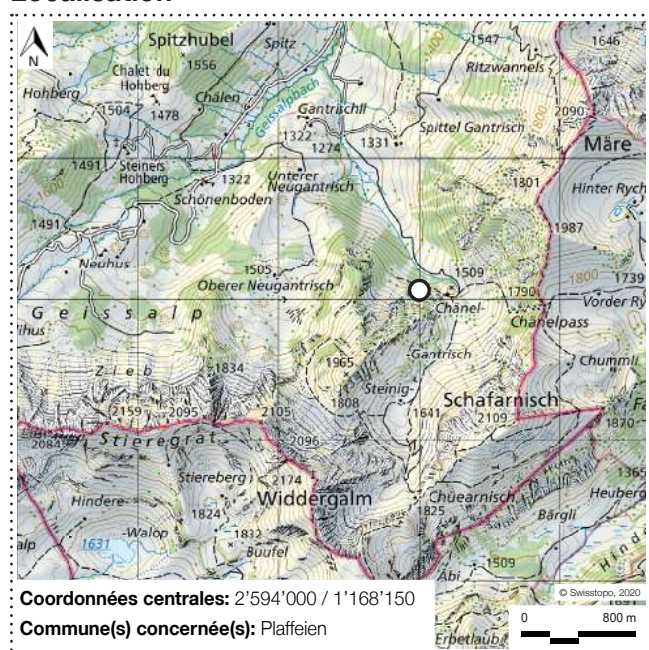 N
Spitzhubel
Spitz
1547
Ritzwannels
1646
Chalet du
Hohberg
1556
Hohberg
Chälen
1504
1478
Geissalpbach
Gantrischli
1322
1274
1331
Spittel Gantrisch
2090
Märe
1491
Steiners
Hohberg
1322
Schönenboden
Unterer
Neugantrisch
1801
Hinter Rych
1491
1987
Neuhus
1505
Oberer Neugantrisch
1509
1800
1739
1790
Vorder Ry
Geissalp
Chänel-
Gantrisch
Chänelpass
Zieb
1834
1965
Chummli
Steinig-
1808
1641
Schafarnisch
2109
2159
2095
2105
1870
2084
Stieregrat
2096
1365
Stiereberg
2174
Widdergalm
Chüearnisch
Heuberg
Hindere-
1824
1825
Bärgli
-Walop
1832
1631
Buufel
1509
Abi
Coordonnées centrales: 2'594'000 / 1'168'150
© Swisstopo, 2020
Commune(s) concernée(s): Plaffeien
0 800 m
Erbetlaub